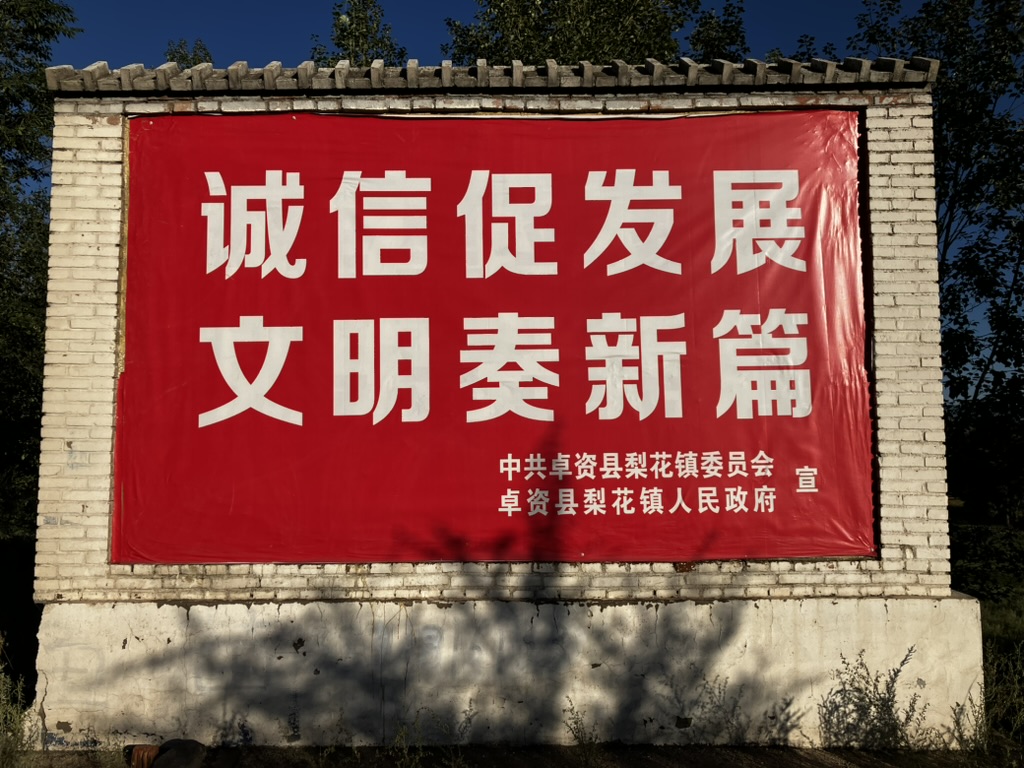 诚信促发展
文明奏新篇
中共卓资县梨花镇委员会
卓资县梨花镇人民政府
宣